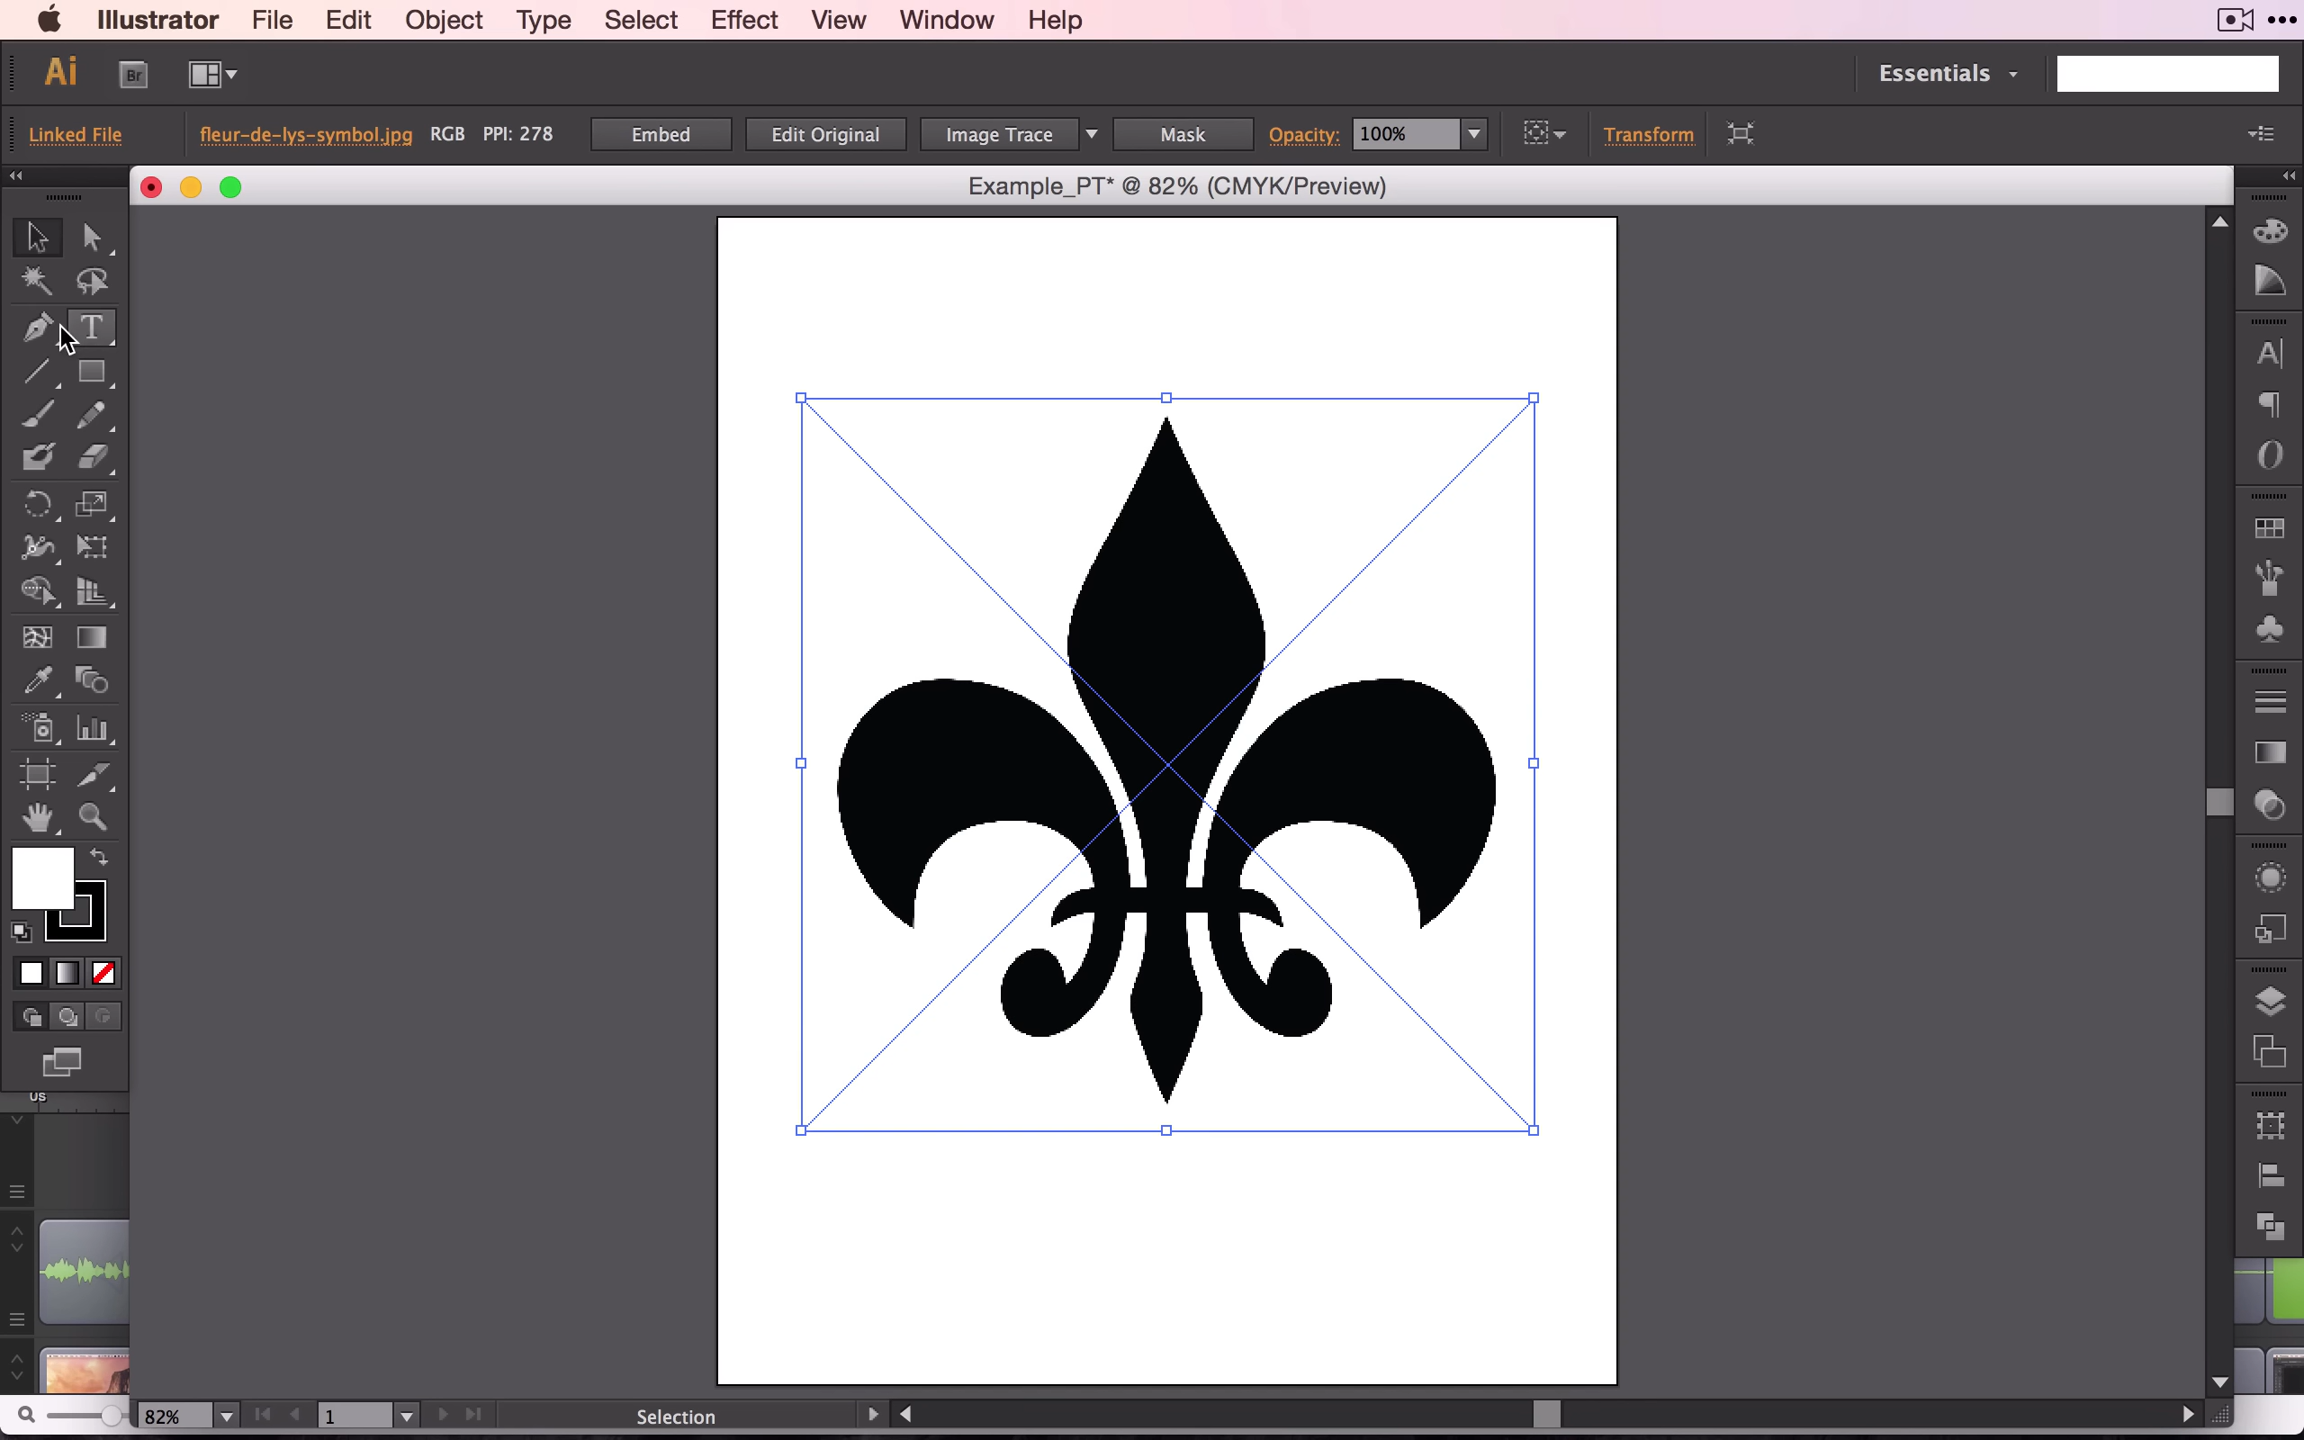 Illustrator File Edit Object Type Select Effect View Window Help
Ai Br Essentials
Linked File fleur-de-lys-symbol.jpg RGB PPI: 278 Embed Edit Original Image Trace Mask Opacity: 100% Transform
Example_PT* @ 82% (CMYK/Preview)
T
A
US
82% 1 Selection